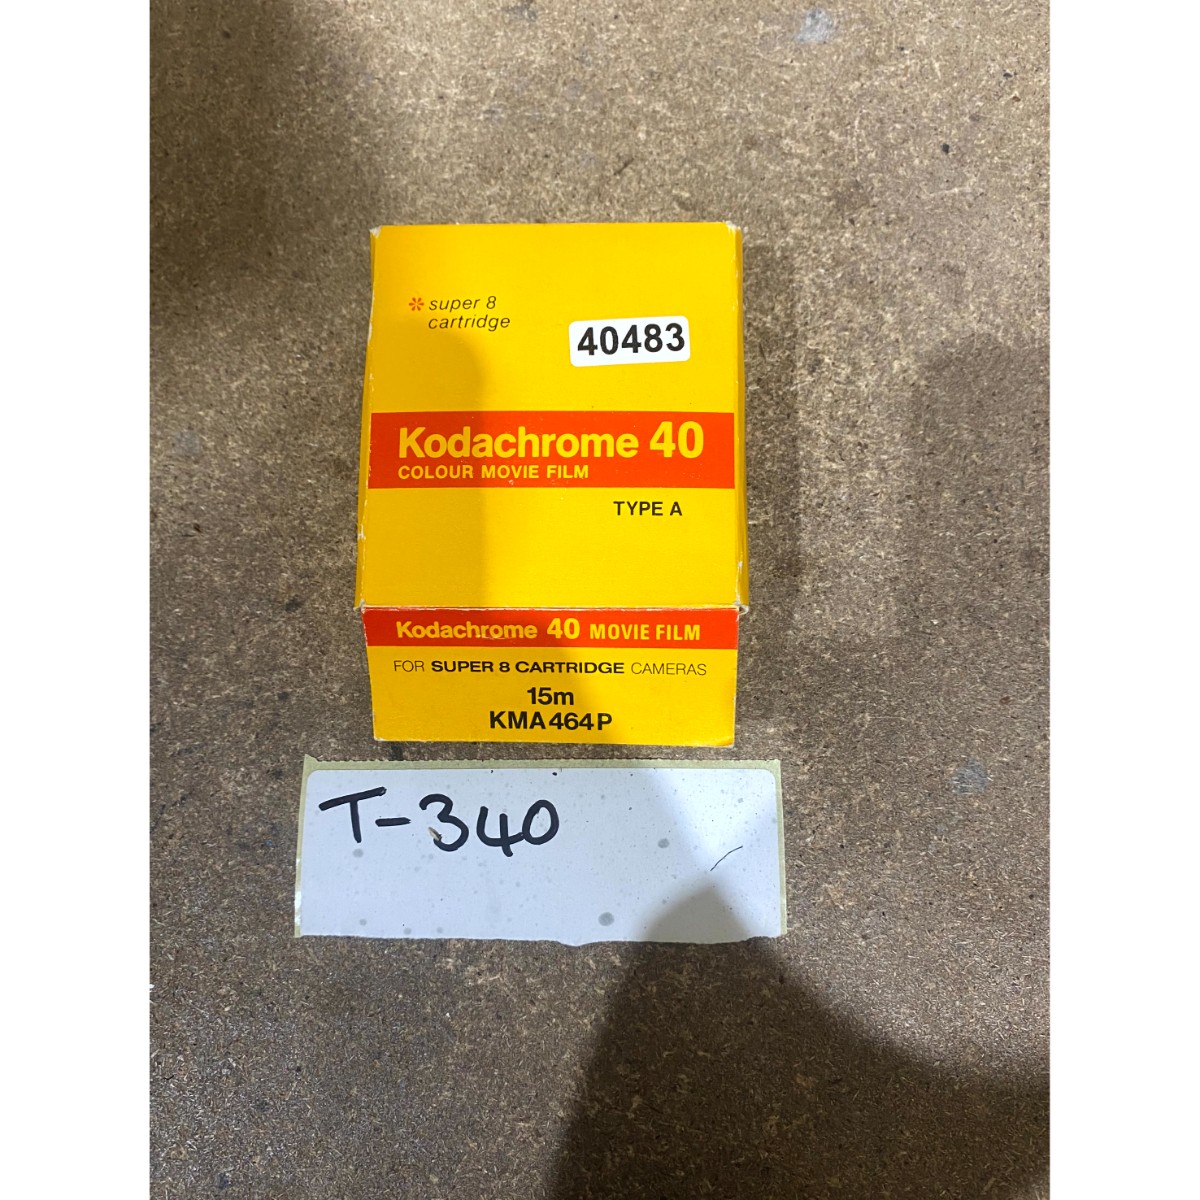 super 8
cartridge
40483
Kodachrome 40
COLOUR MOVIE FILM
TYPE A
Kodachrome 40 MOVIE FILM
FOR SUPER 8 CARTRIDGE CAMERAS
15m
KMA464P
T-340